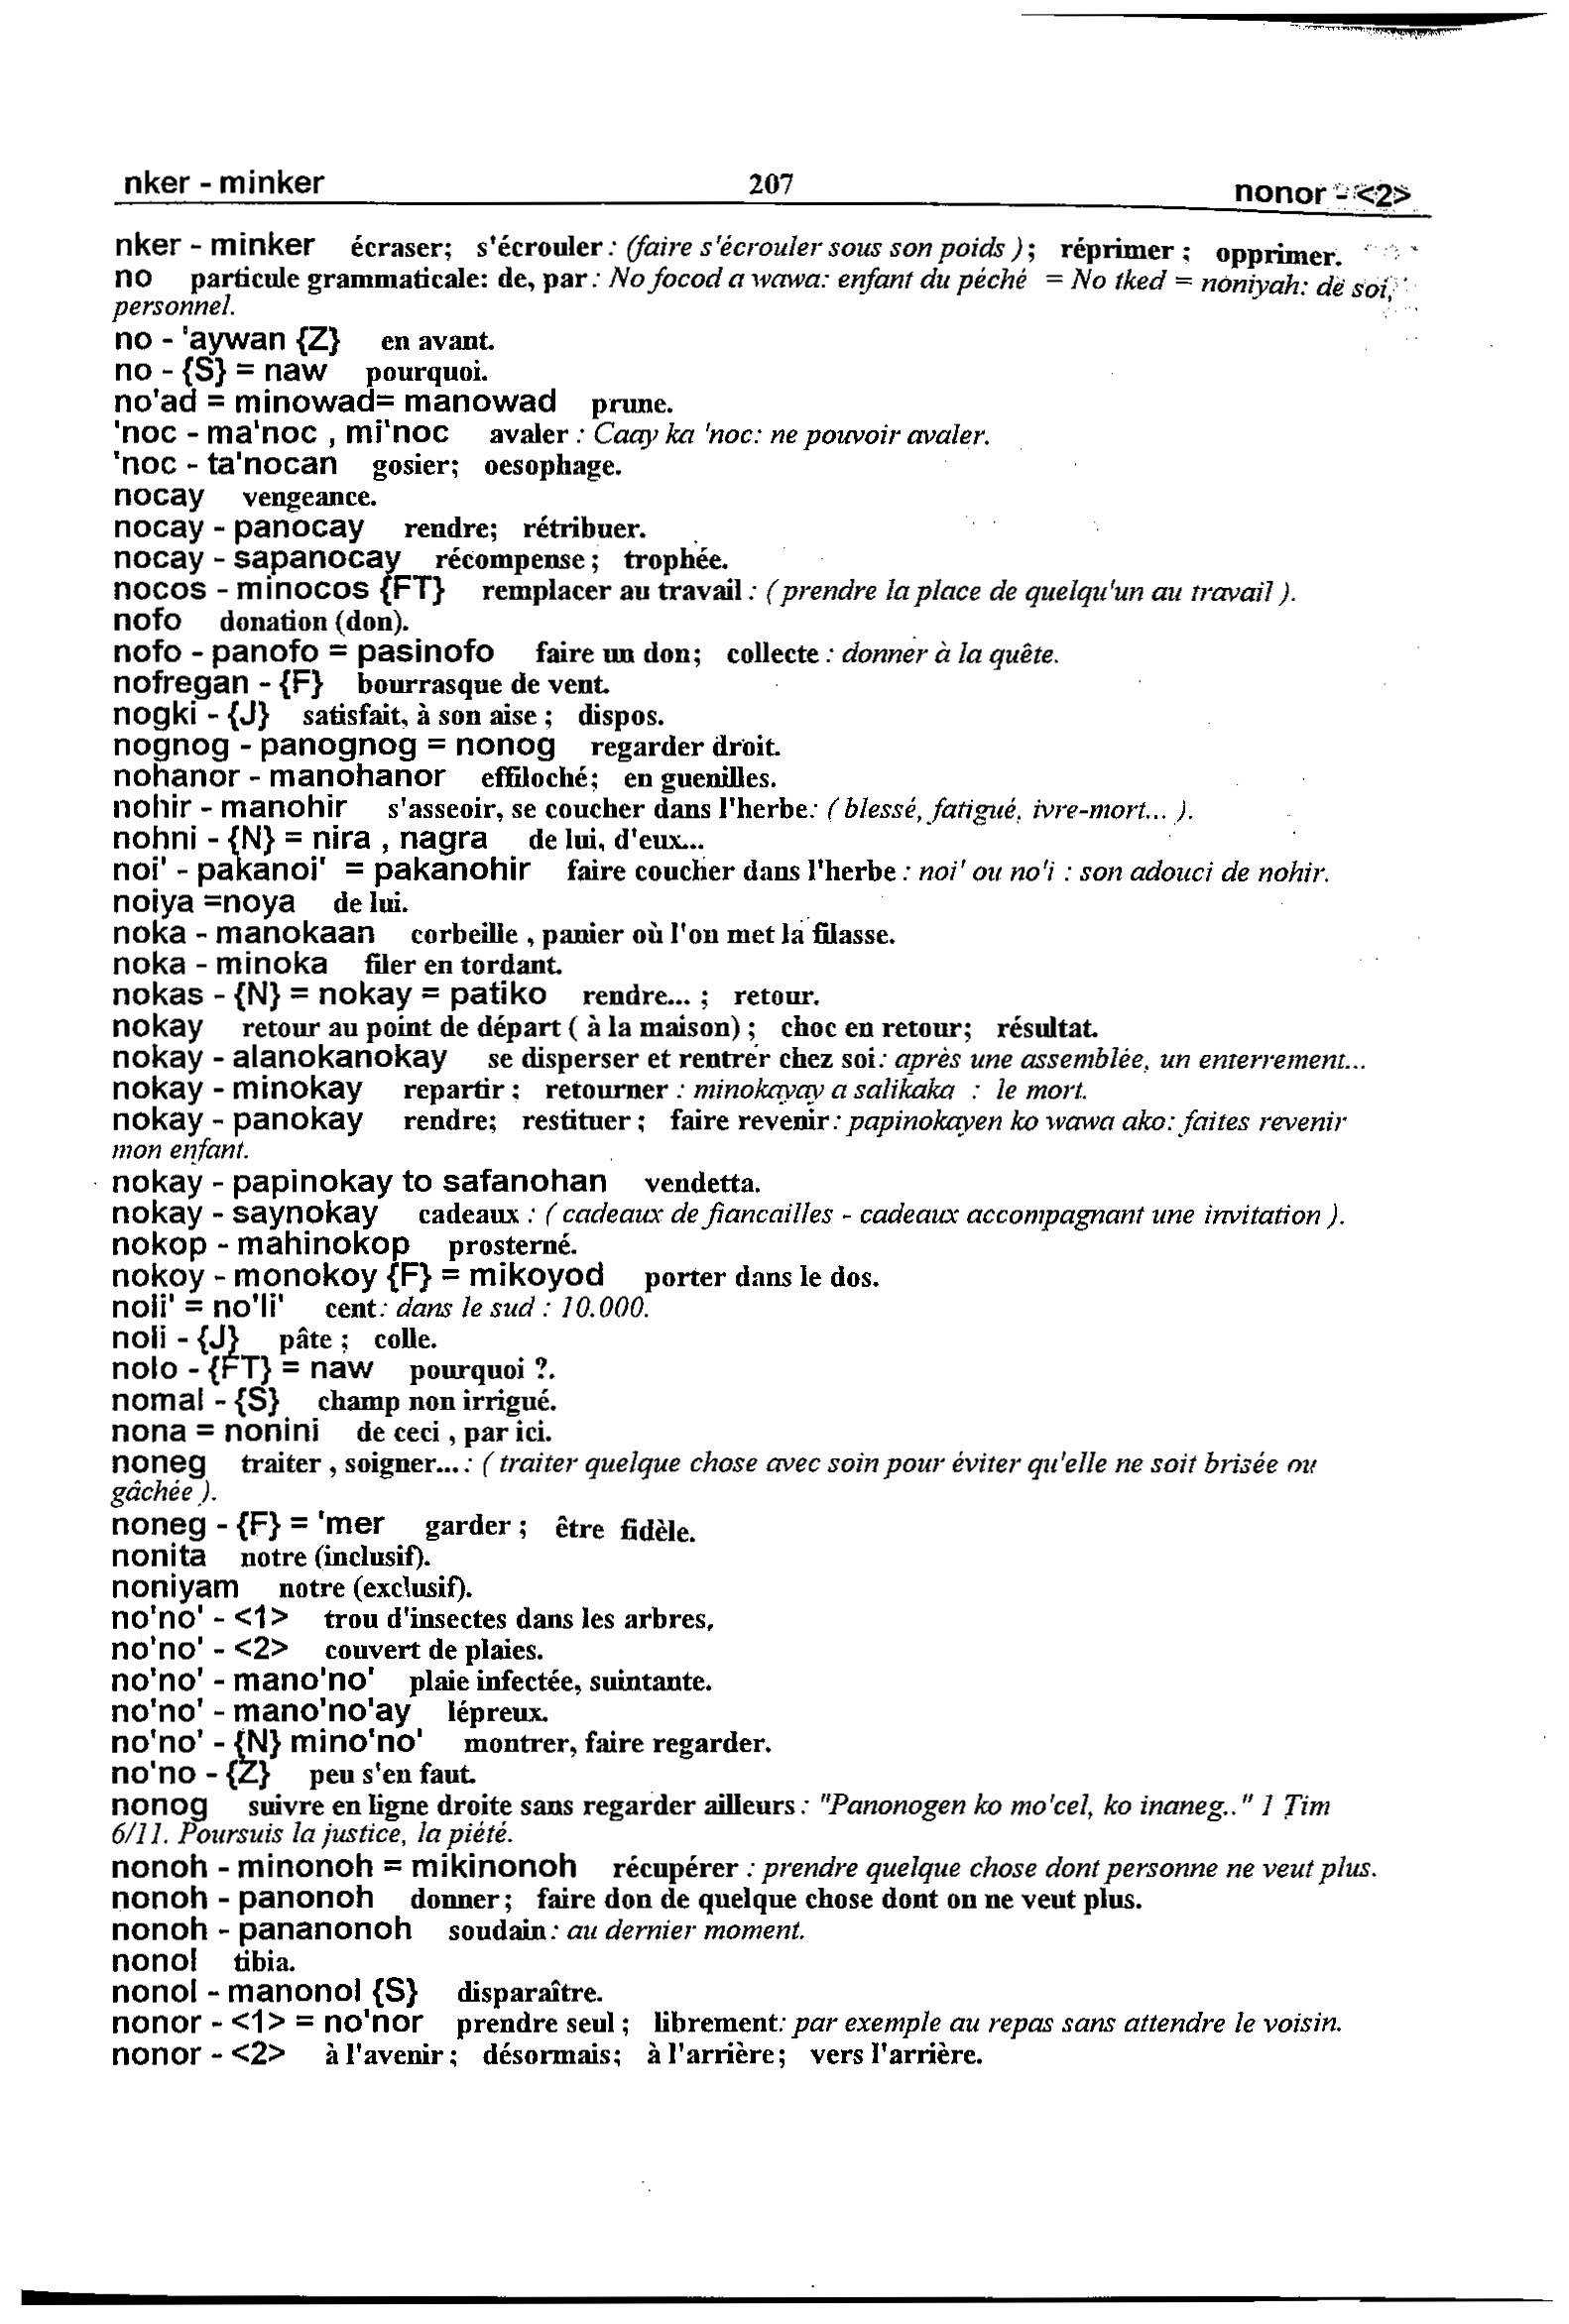 nker - minker 207 nonor - <2>
nker - minker écraser; s'écrouler : (faire s'écrouler sous son poids ); réprimer ; opprimer.
no particule grammaticale: de, par : No focod a wawa: enfant du péché = No tked = noniyah: de soi,
personnel.
no - 'aywan {Z} en avant.
no - {S} = naw pourquoi.
no'ad = minowad= manowad prune.
'noc - ma'noc , mi'noc avaler : Caay ka 'noc: ne pouvoir avaler.
'noc - ta'nocan gosier; oesophage.
nocay vengeance.
nocay - panocay rendre; rétribuer.
nocay - sapanocay récompense ; trophée.
nocos - minocos {FT} remplacer au travail : ( prendre la place de quelqu'un au travail ).
nofo donation (don).
nofo - panofo = pasinofo faire un don; collecte : donner à la quête.
nofregan - {F} bourrasque de vent.
nogki - {J} satisfait, à son aise ; dispos.
nognog - panognog = nonog regarder droit.
nohanor - manohanor effiloché; en guenilles.
nohir - manohir s'asseoir, se coucher dans l'herbe: ( blessé, fatigué, ivre-mort... ).
nohni - {N} = nira , nagra de lui, d'eux...
noi' - pakanoi' = pakanohir faire coucher dans l'herbe : noi' ou no'i : son adouci de nohir.
noiya =noya de lui.
noka - manokaan corbeille , panier où l'on met la filasse.
noka - minoka filer en tordant.
nokas - {N} = nokay = patiko rendre... ; retour.
nokay retour au point de départ ( à la maison) ; choc en retour; résultat.
nokay - alanokanokay se disperser et rentrer chez soi: après une assemblée, un enterrement...
nokay - minokay repartir ; retourner : minokayay a salikaka : le mort.
nokay - panokay rendre; restituer ; faire revenir : papinokayen ko wawa ako: faites revenir
mon enfant.
nokay - papinokay to safanohan vendetta.
nokay - saynokay cadeaux : ( cadeaux de fiancailles - cadeaux accompagnant une invitation ).
nokop - mahinokop prosterné.
nokoy - monokoy {F} = mikoyod porter dans le dos.
noli' = no'li' cent: dans le sud : 10.000.
noli - {J} pâte ; colle.
nolo - {FT} = naw pourquoi ?.
nomal - {S} champ non irrigué.
nona = nonini de ceci , par ici.
noneg traiter , soigner... : ( traiter quelque chose avec soin pour éviter qu'elle ne soit brisée ou
gâchée ).
noneg - {F} = 'mer garder ; être fidèle.
nonita notre (inclusif).
noniyam notre (exclusif).
no'no' - <1> trou d'insectes dans les arbres,
no'no' - <2> couvert de plaies.
no'no' - mano'no' plaie infectée, suintante.
no'no' - mano'no'ay lépreux.
no'no' - {N} mino'no' montrer, faire regarder.
no'no - {Z} peu s'en faut.
nonog suivre en ligne droite sans regarder ailleurs : "Panonogen ko mo'cel, ko inaneg.." 1 Tim
6/11. Poursuis la justice, la piété.
nonoh - minonoh = mikinonoh récupérer : prendre quelque chose dont personne ne veut plus.
nonoh - panonoh donner; faire don de quelque chose dont on ne veut plus.
nonoh - pananonoh soudain: au dernier moment.
nonol tibia.
nonol - manonol {S} disparaître.
nonor - <1> = no'nor prendre seul ; librement: par exemple au repas sans attendre le voisin.
nonor - <2> à l'avenir ; désormais; à l'arrière; vers l'arrière.